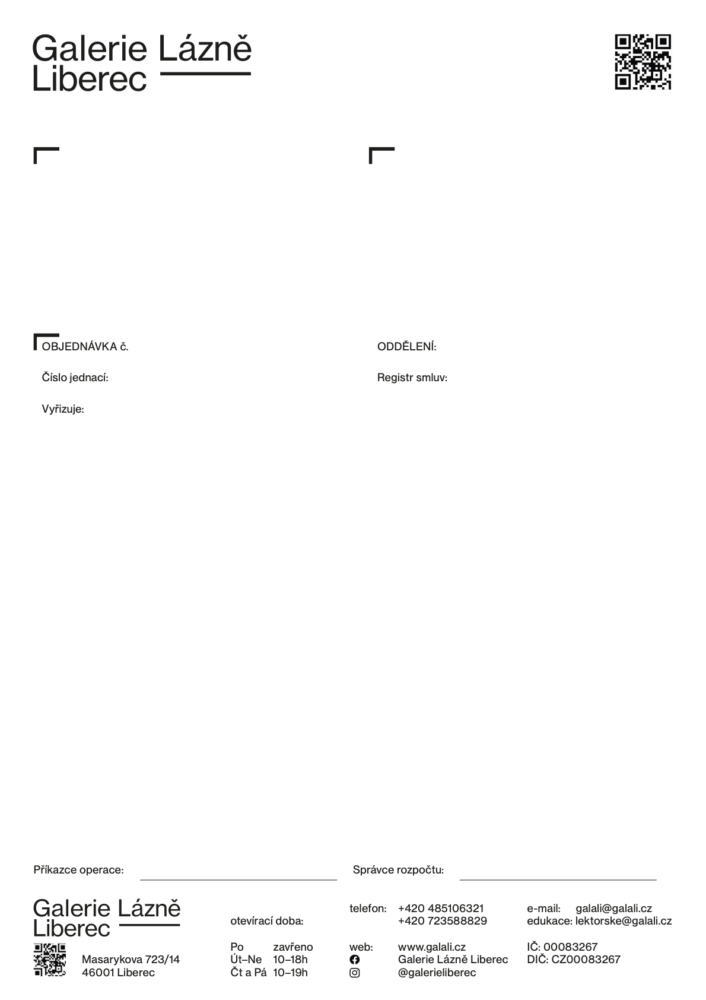 Galerie Lázně
Liberec
OBJEDNÁVKA č.
ODDĚLENÍ:
Číslo jednací:
Registr smluv:
Vyřizuje:
Příkazce operace:
Správce rozpočtu:
Galerie Lázně
Liberec
Masarykova 723/14
46001 Liberec
otevírací doba:
Po zavřeno
Út–Ne 10–18h
Čt a Pá 10–19h
telefon: +420 485106321
+420 723588829
web: www.galali.cz
Galerie Lázně Liberec
@galerieliberec
e-mail: galali@galali.cz
edukace: lektorske@galali.cz
IČ: 00083267
DIČ: CZ00083267